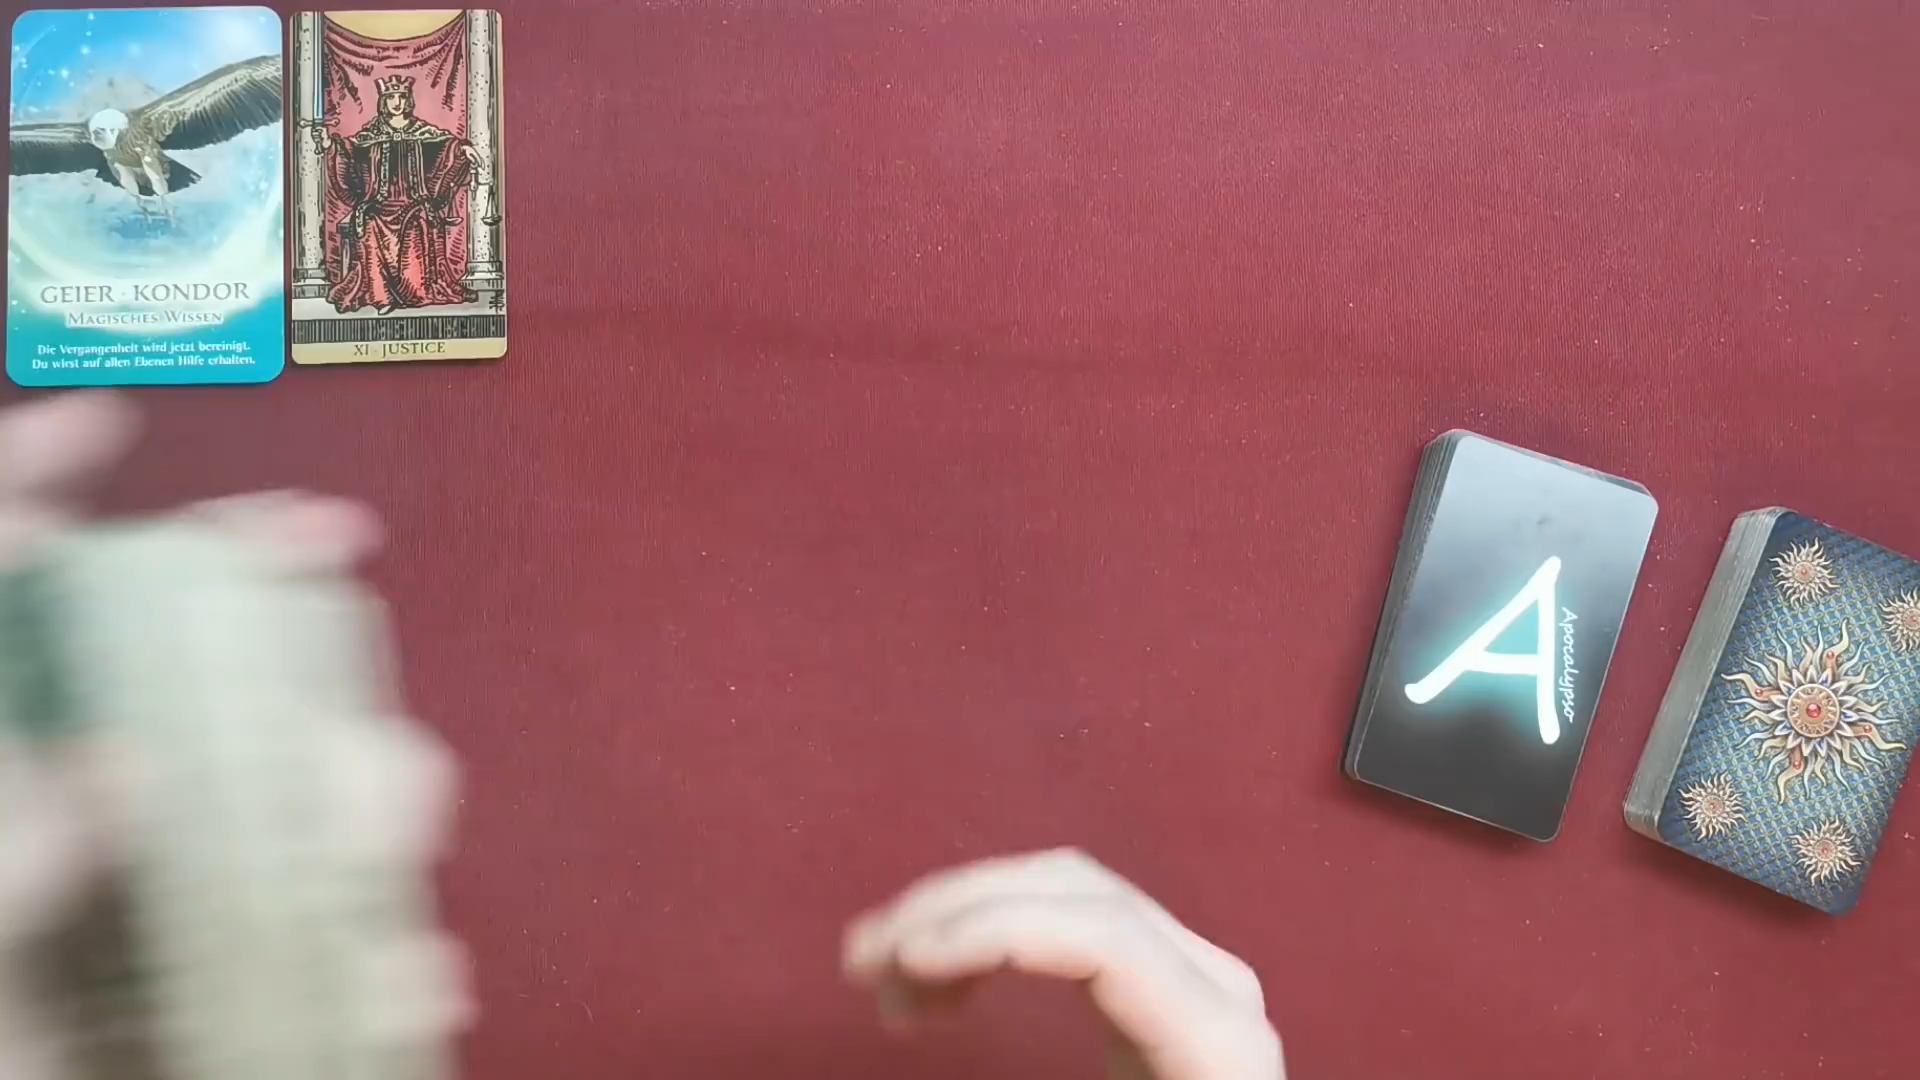 GEIER · KONDOR
MAGISCHES WISSEN
Die Vergangenheit wird jetzt bereinigt.
Du wirst auf allen Ebenen Hilfe erhalten.
XI · JUSTICE
A
Apocalypso